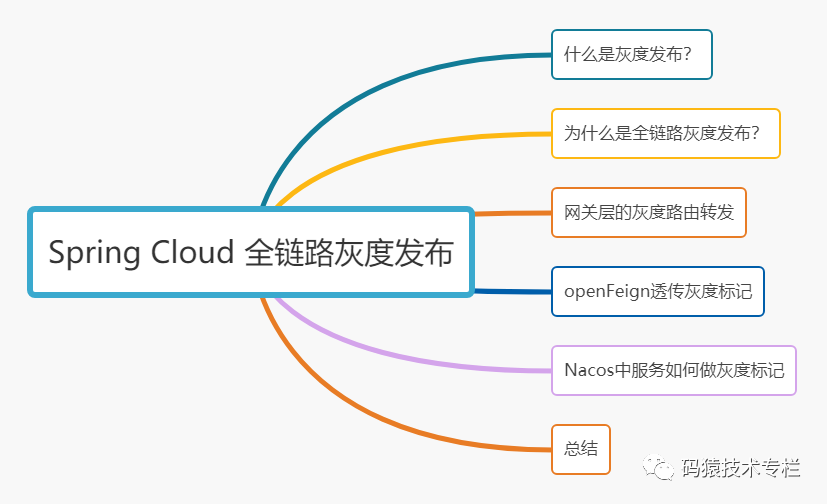 什么是灰度发布？
为什么是全链路灰度发布？
网关层的灰度路由转发
Spring Cloud 全链路灰度发布
openFeign透传灰度标记
Nacos中服务如何做灰度标记
总结
码猿技术专栏